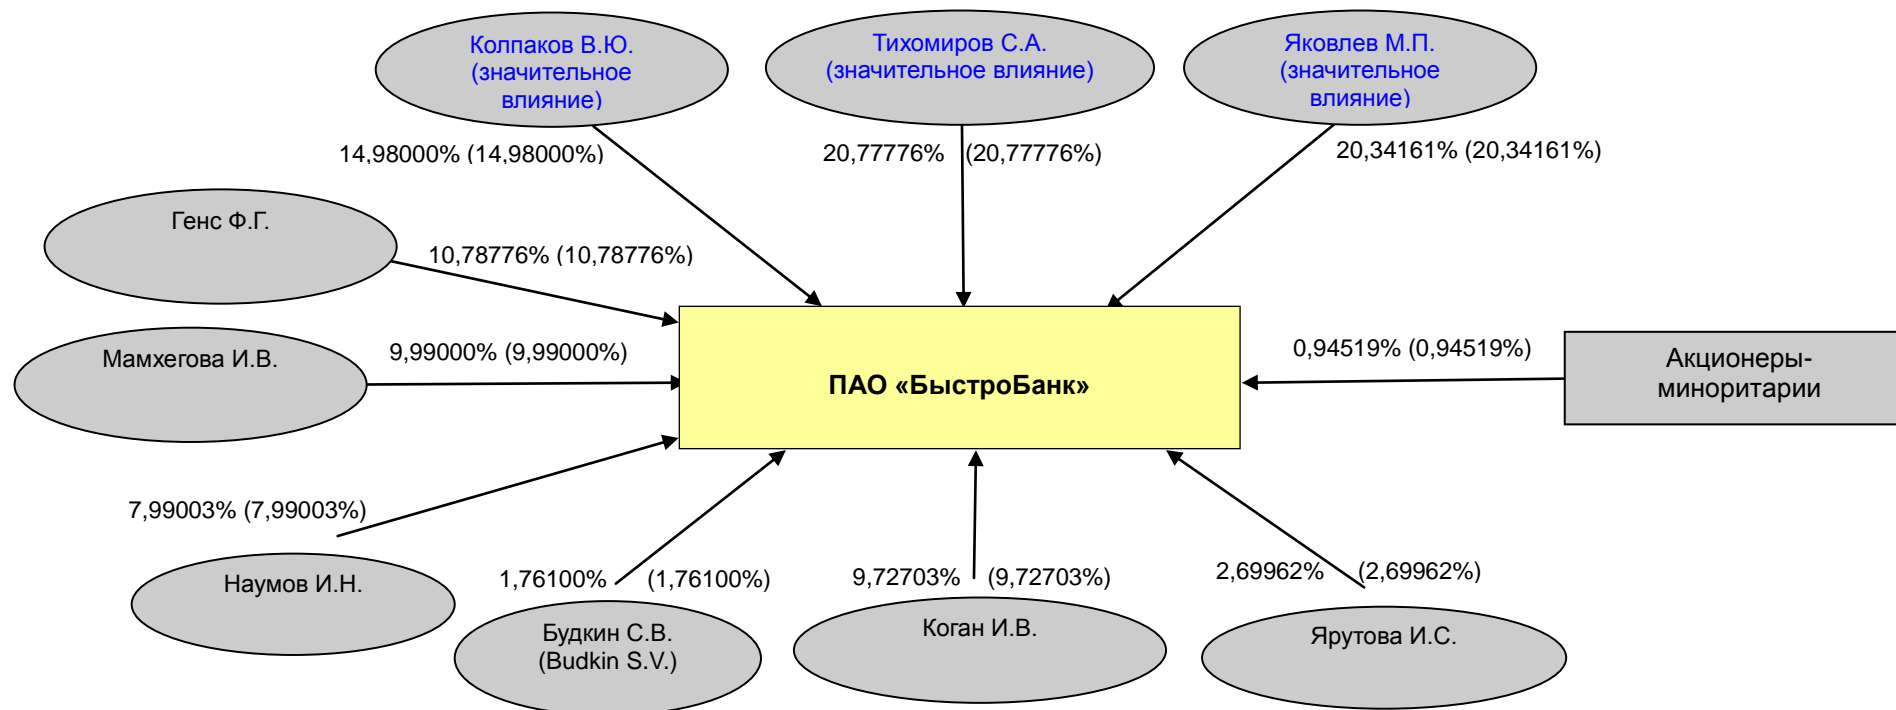 Колпаков В.Ю.
(значительное
влияние)
Тихомиров С.А.
(значительное влияние)
Яковлев М.П.
(значительное
влияние)
14,98000% (14,98000%)
20,77776% (20,77776%)
20,34161% (20,34161%)
Генс Ф.Г.
10,78776% (10,78776%)
Мамхегова И.В.
9,99000% (9,99000%)
ПАО «БыстроБанк»
0,94519% (0,94519%)
Акционеры-
миноритарии
7,99003% (7,99003%)
Наумов И.Н.
1,76100% (1,76100%)
9,72703% (9,72703%)
2,69962% (2,69962%)
Будкин С.В.
(Budkin S.V.)
Коган И.В.
Ярутова И.С.